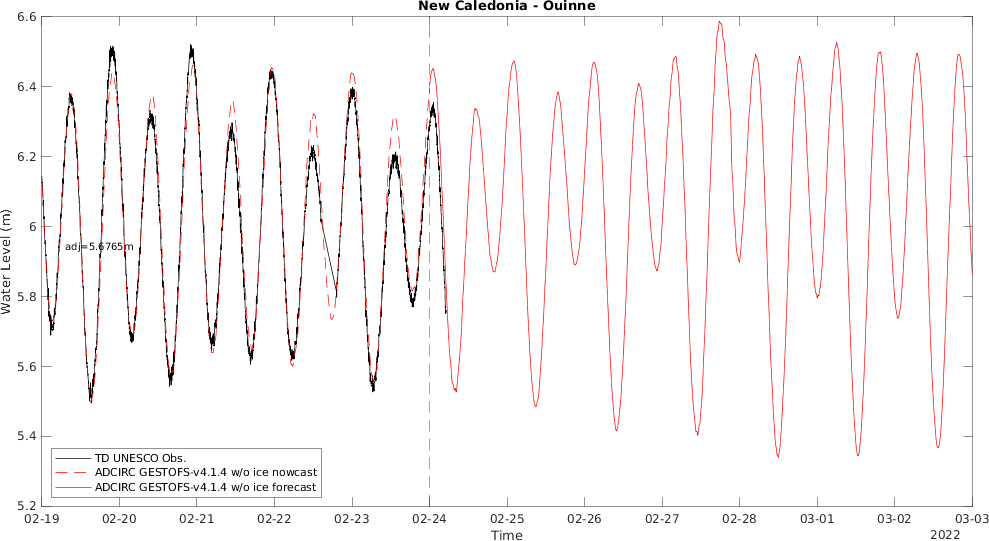 New Caledonia - Ouinne
Water Level (m)
6.6
6.4
6.2
6
5.8
5.6
5.4
5.2
adj=5.6765m
TD UNESCO Obs.
ADCIRC GESTOFS-v4.1.4 w/o ice nowcast
ADCIRC GESTOFS-v4.1.4 w/o ice forecast
02-19 02-20 02-21 02-22 02-23 02-24 02-25 02-26 02-27 02-28 03-01 03-02 03-03
Time
2022